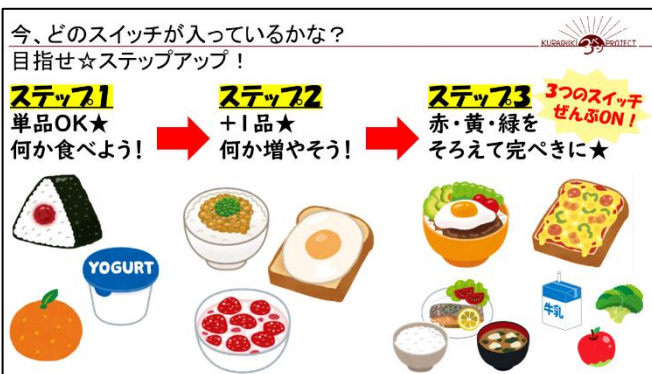 今、どのスイッチが入っているかな？
目指せ☆ステップアップ！
KURASHIKI 3ベジ PROJECT
ステップ1
単品OK★
何か食べよう！
ステップ2
+1品★
何か増やそう！
ステップ3
赤・黄・緑を
そろえて完ぺきに★
3つのスイッチ
ぜんぶON！
YOGURT
牛乳